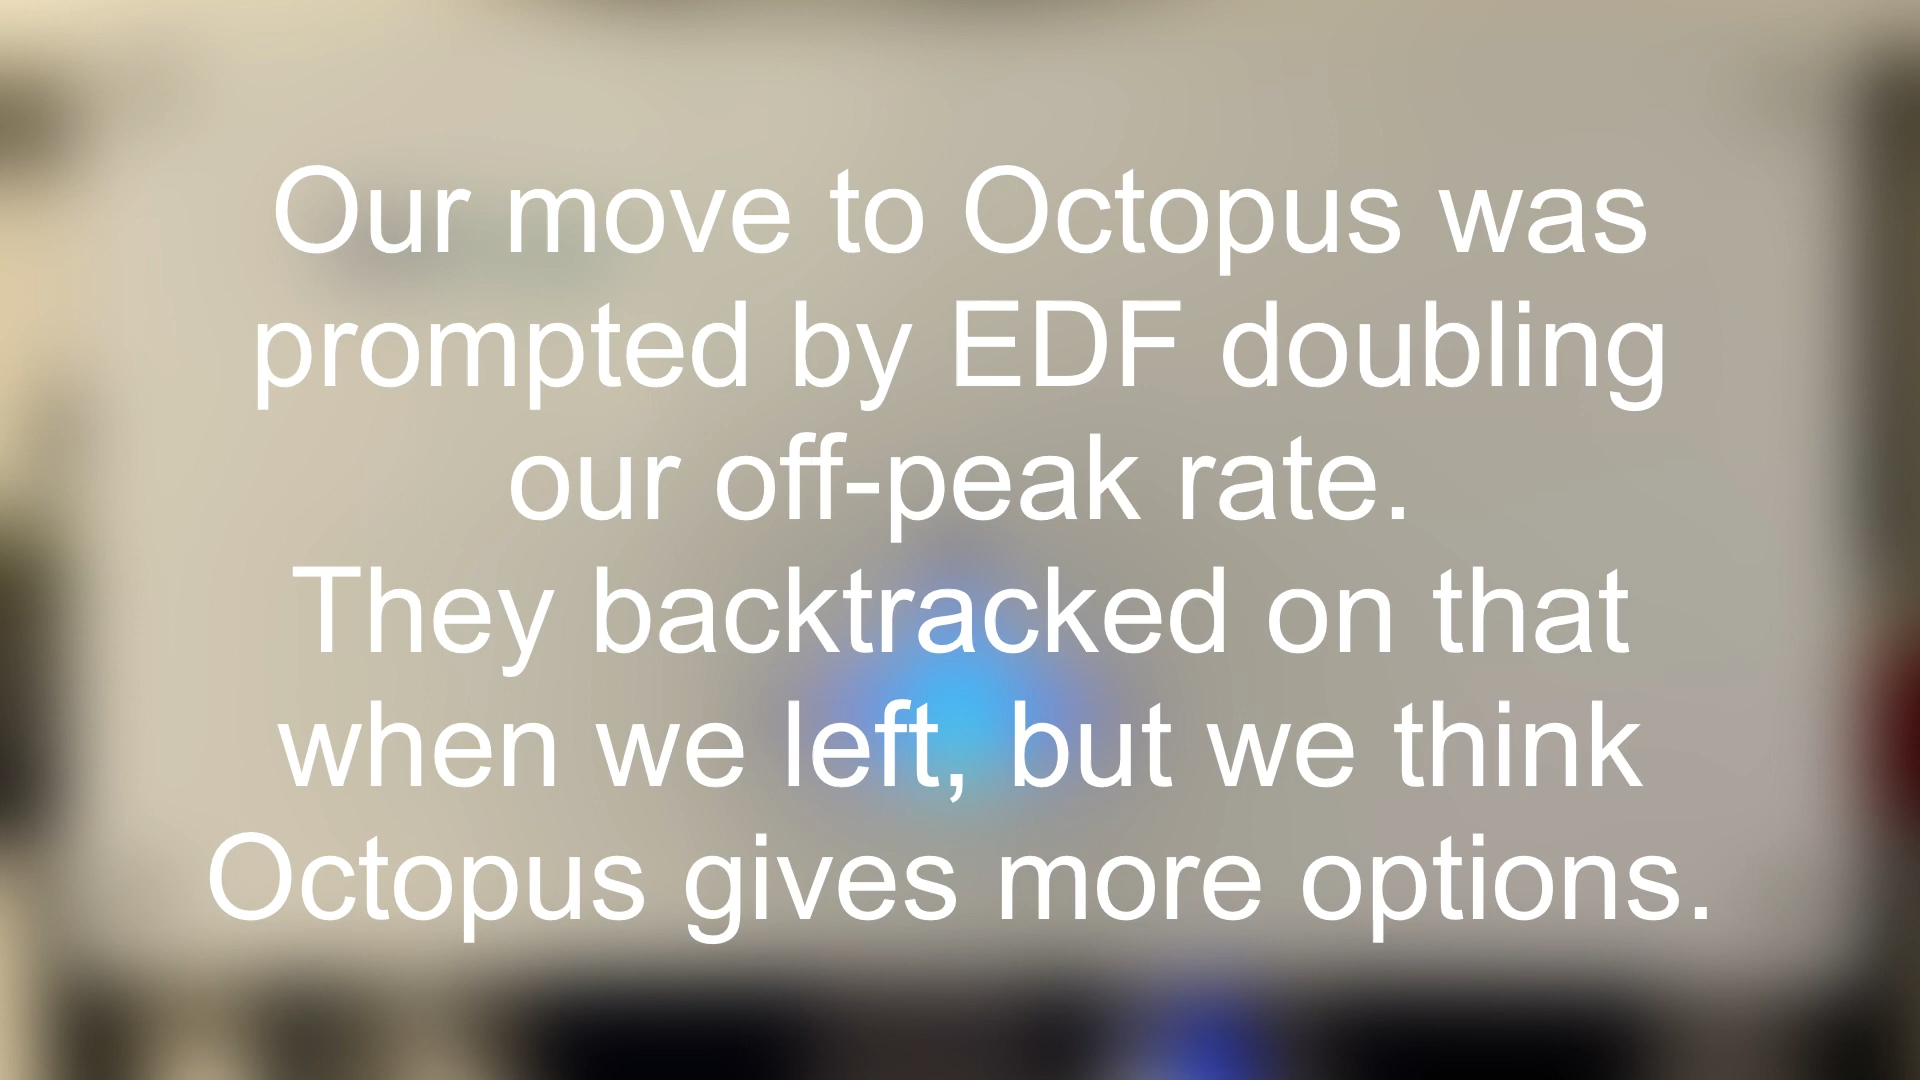 Our move to Octopus was
prompted by EDF doubling
our off-peak rate.
They backtracked on that
when we left, but we think
Octopus gives more options.